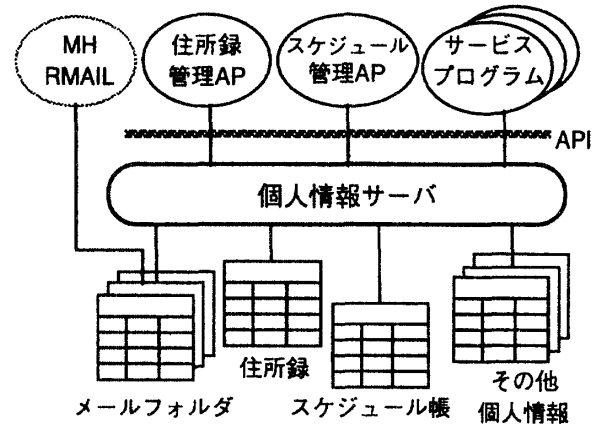 MH
RMAIL
住所録
管理AP
スケジュール
管理AP
サービス
プログラム
API
個人情報サーバ
メールフォルダ
住所録
スケジュール帳
その他
個人情報